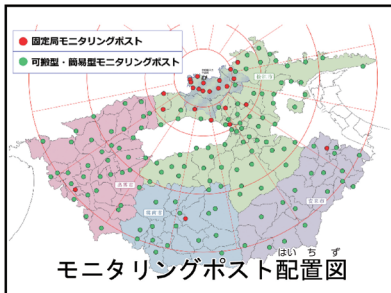 固定局モニタリングポスト
可搬型・簡易型モニタリングポスト
はいちず
モニタリングポスト配置図